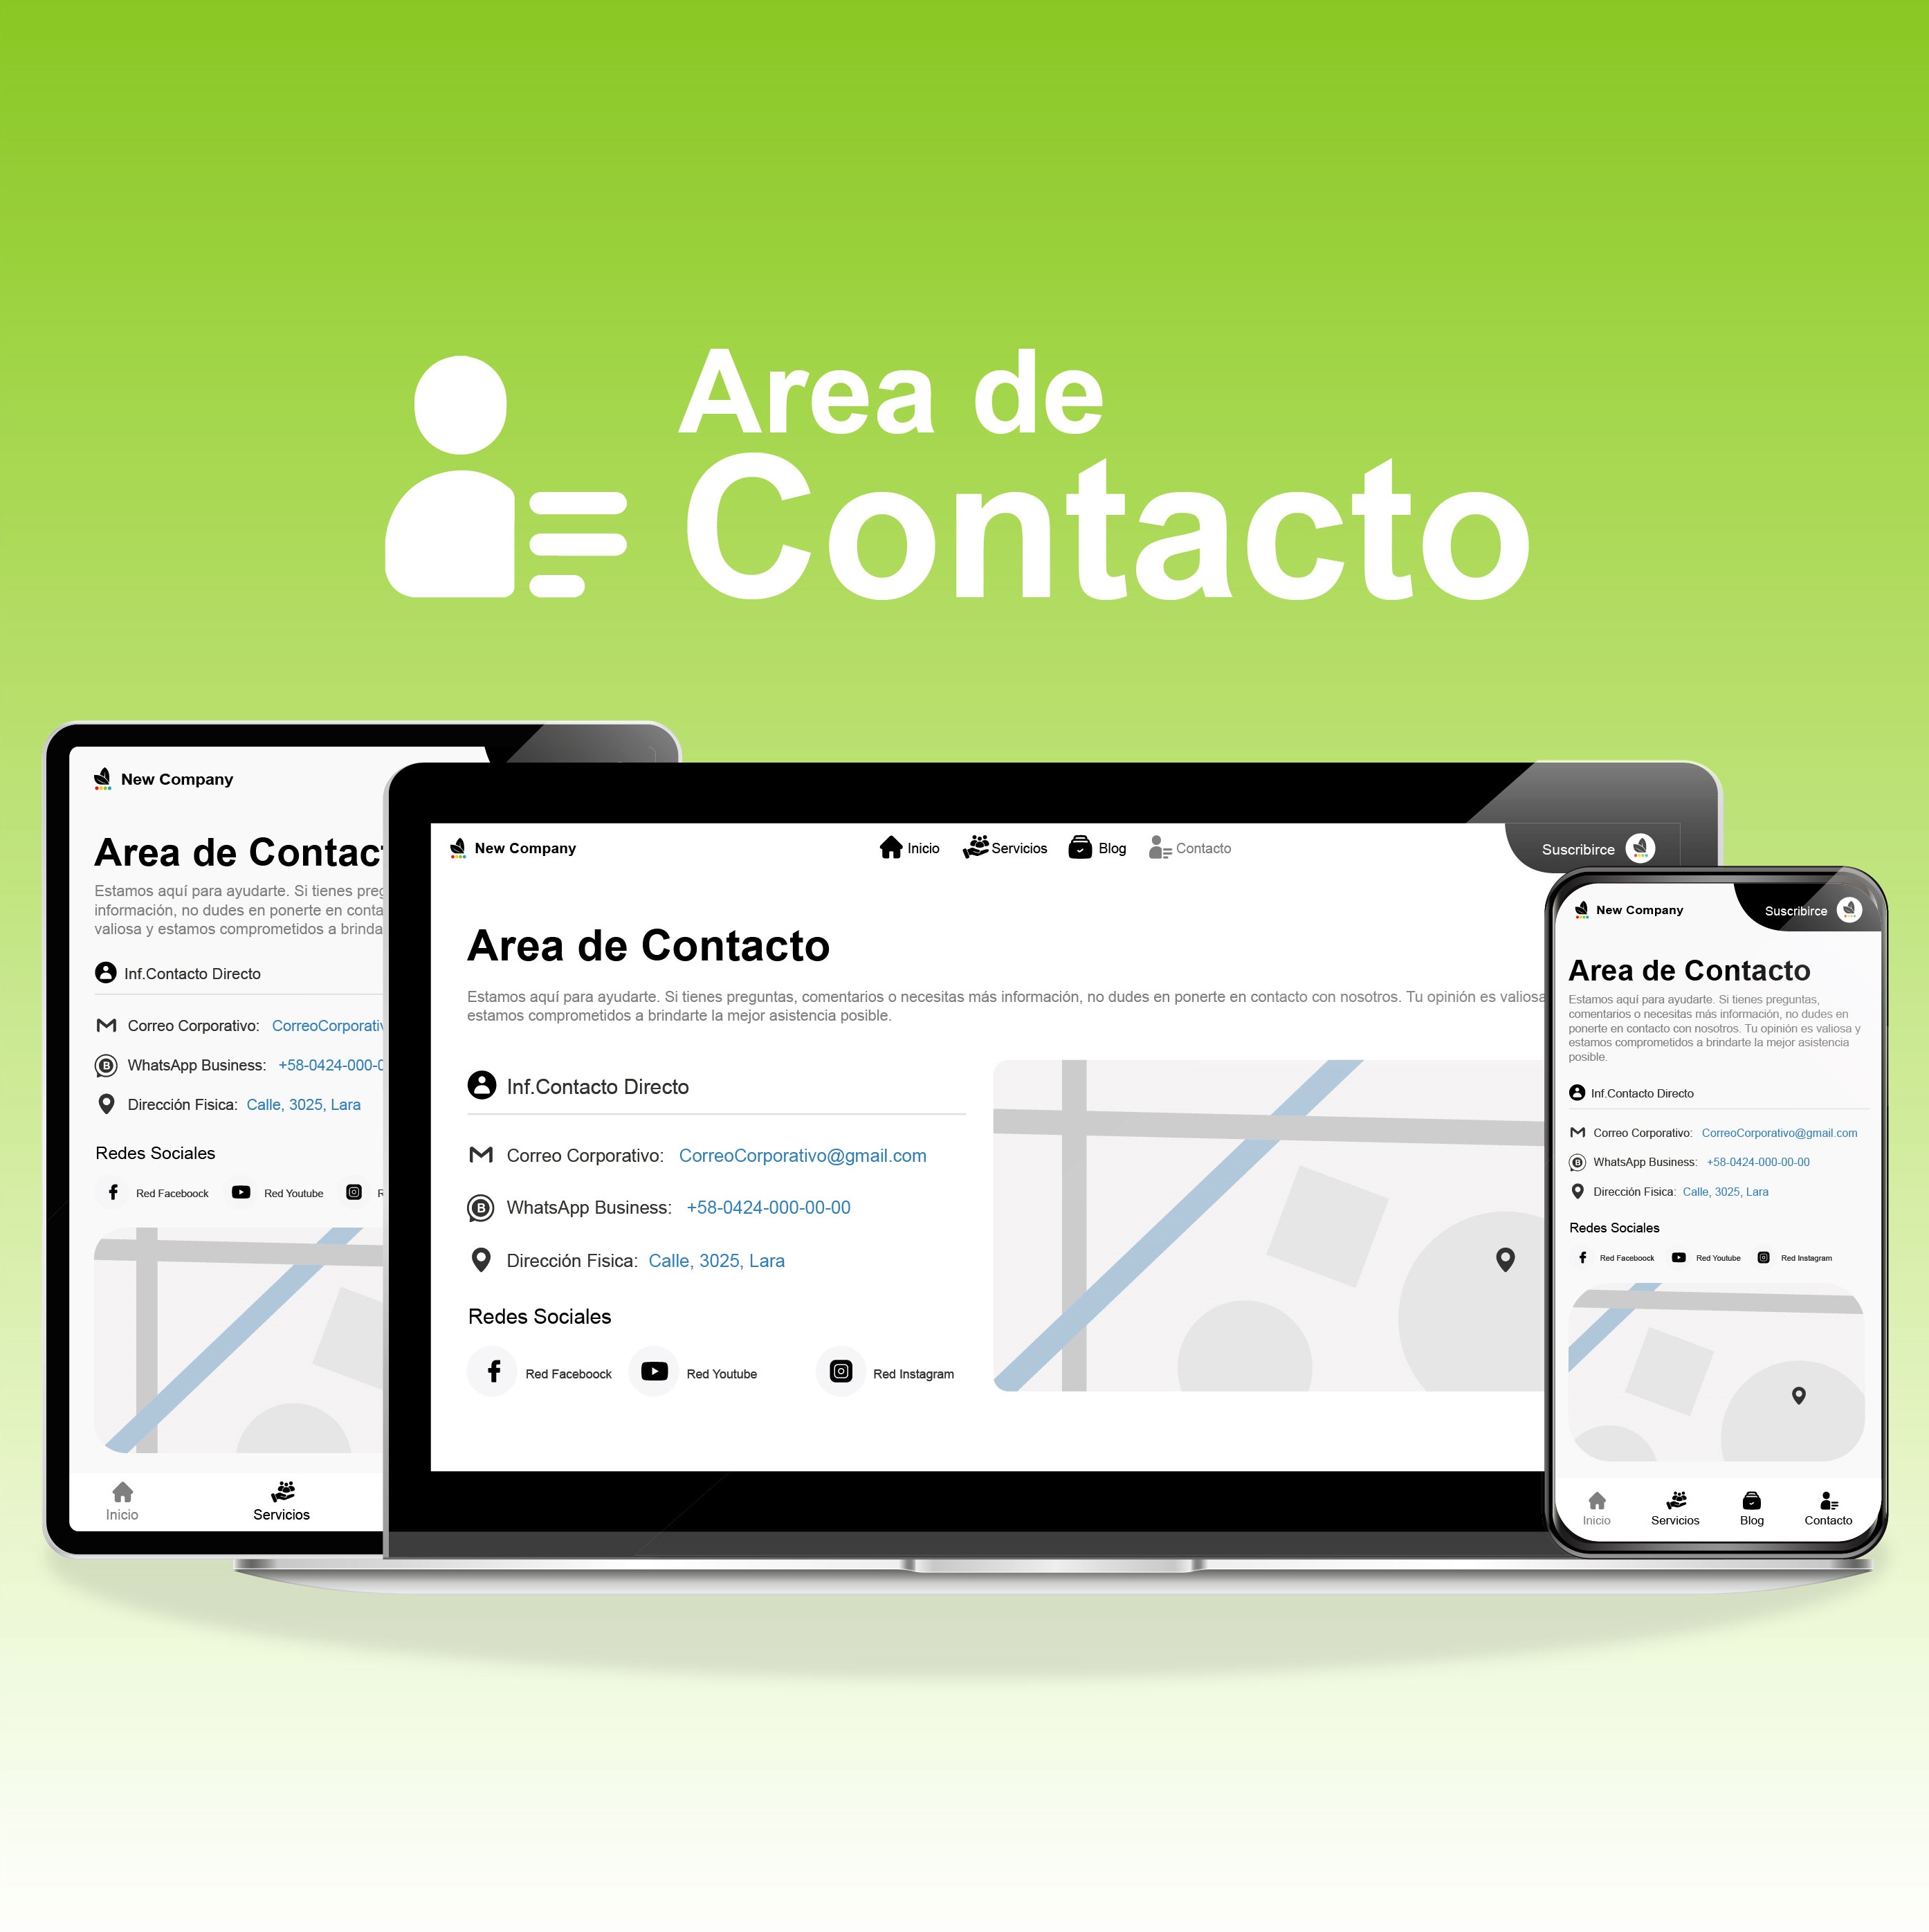 Area de
Contacto
New Company
Area de Contact
Estamos aquí para ayudarte. Si tienes preg
información, no dudes en ponerte en conta
valiosa y estamos comprometidos a brinda
Inf.Contacto Directo
Correo Corporativo: CorreoCorporativ
WhatsApp Business: +58-0424-000-0
Dirección Fisica: Calle, 3025, Lara
Redes Sociales
Red Faceboock Red Youtube R
Inicio Servicios
New Company Inicio Servicios Blog Contacto Suscribirce
Area de Contacto
Estamos aquí para ayudarte. Si tienes preguntas, comentarios o necesitas más información, no dudes en ponerte en contacto con nosotros. Tu opinión es valiosa
estamos comprometidos a brindarte la mejor asistencia posible.
Inf.Contacto Directo
Correo Corporativo: CorreoCorporativo@gmail.com
WhatsApp Business: +58-0424-000-00-00
Dirección Fisica: Calle, 3025, Lara
Redes Sociales
Red Faceboock Red Youtube Red Instagram
New Company Suscribirce
Area de Contacto
Estamos aquí para ayudarte. Si tienes preguntas,
comentarios o necesitas más información, no dudes en
ponerte en contacto con nosotros. Tu opinión es valiosa y
estamos comprometidos a brindarte la mejor asistencia
posible.
Inf.Contacto Directo
Correo Corporativo: CorreoCorporativo@gmail.com
WhatsApp Business: +58-0424-000-00-00
Dirección Fisica: Calle, 3025, Lara
Redes Sociales
Red Faceboock Red Youtube Red Instagram
Inicio Servicios Blog Contacto